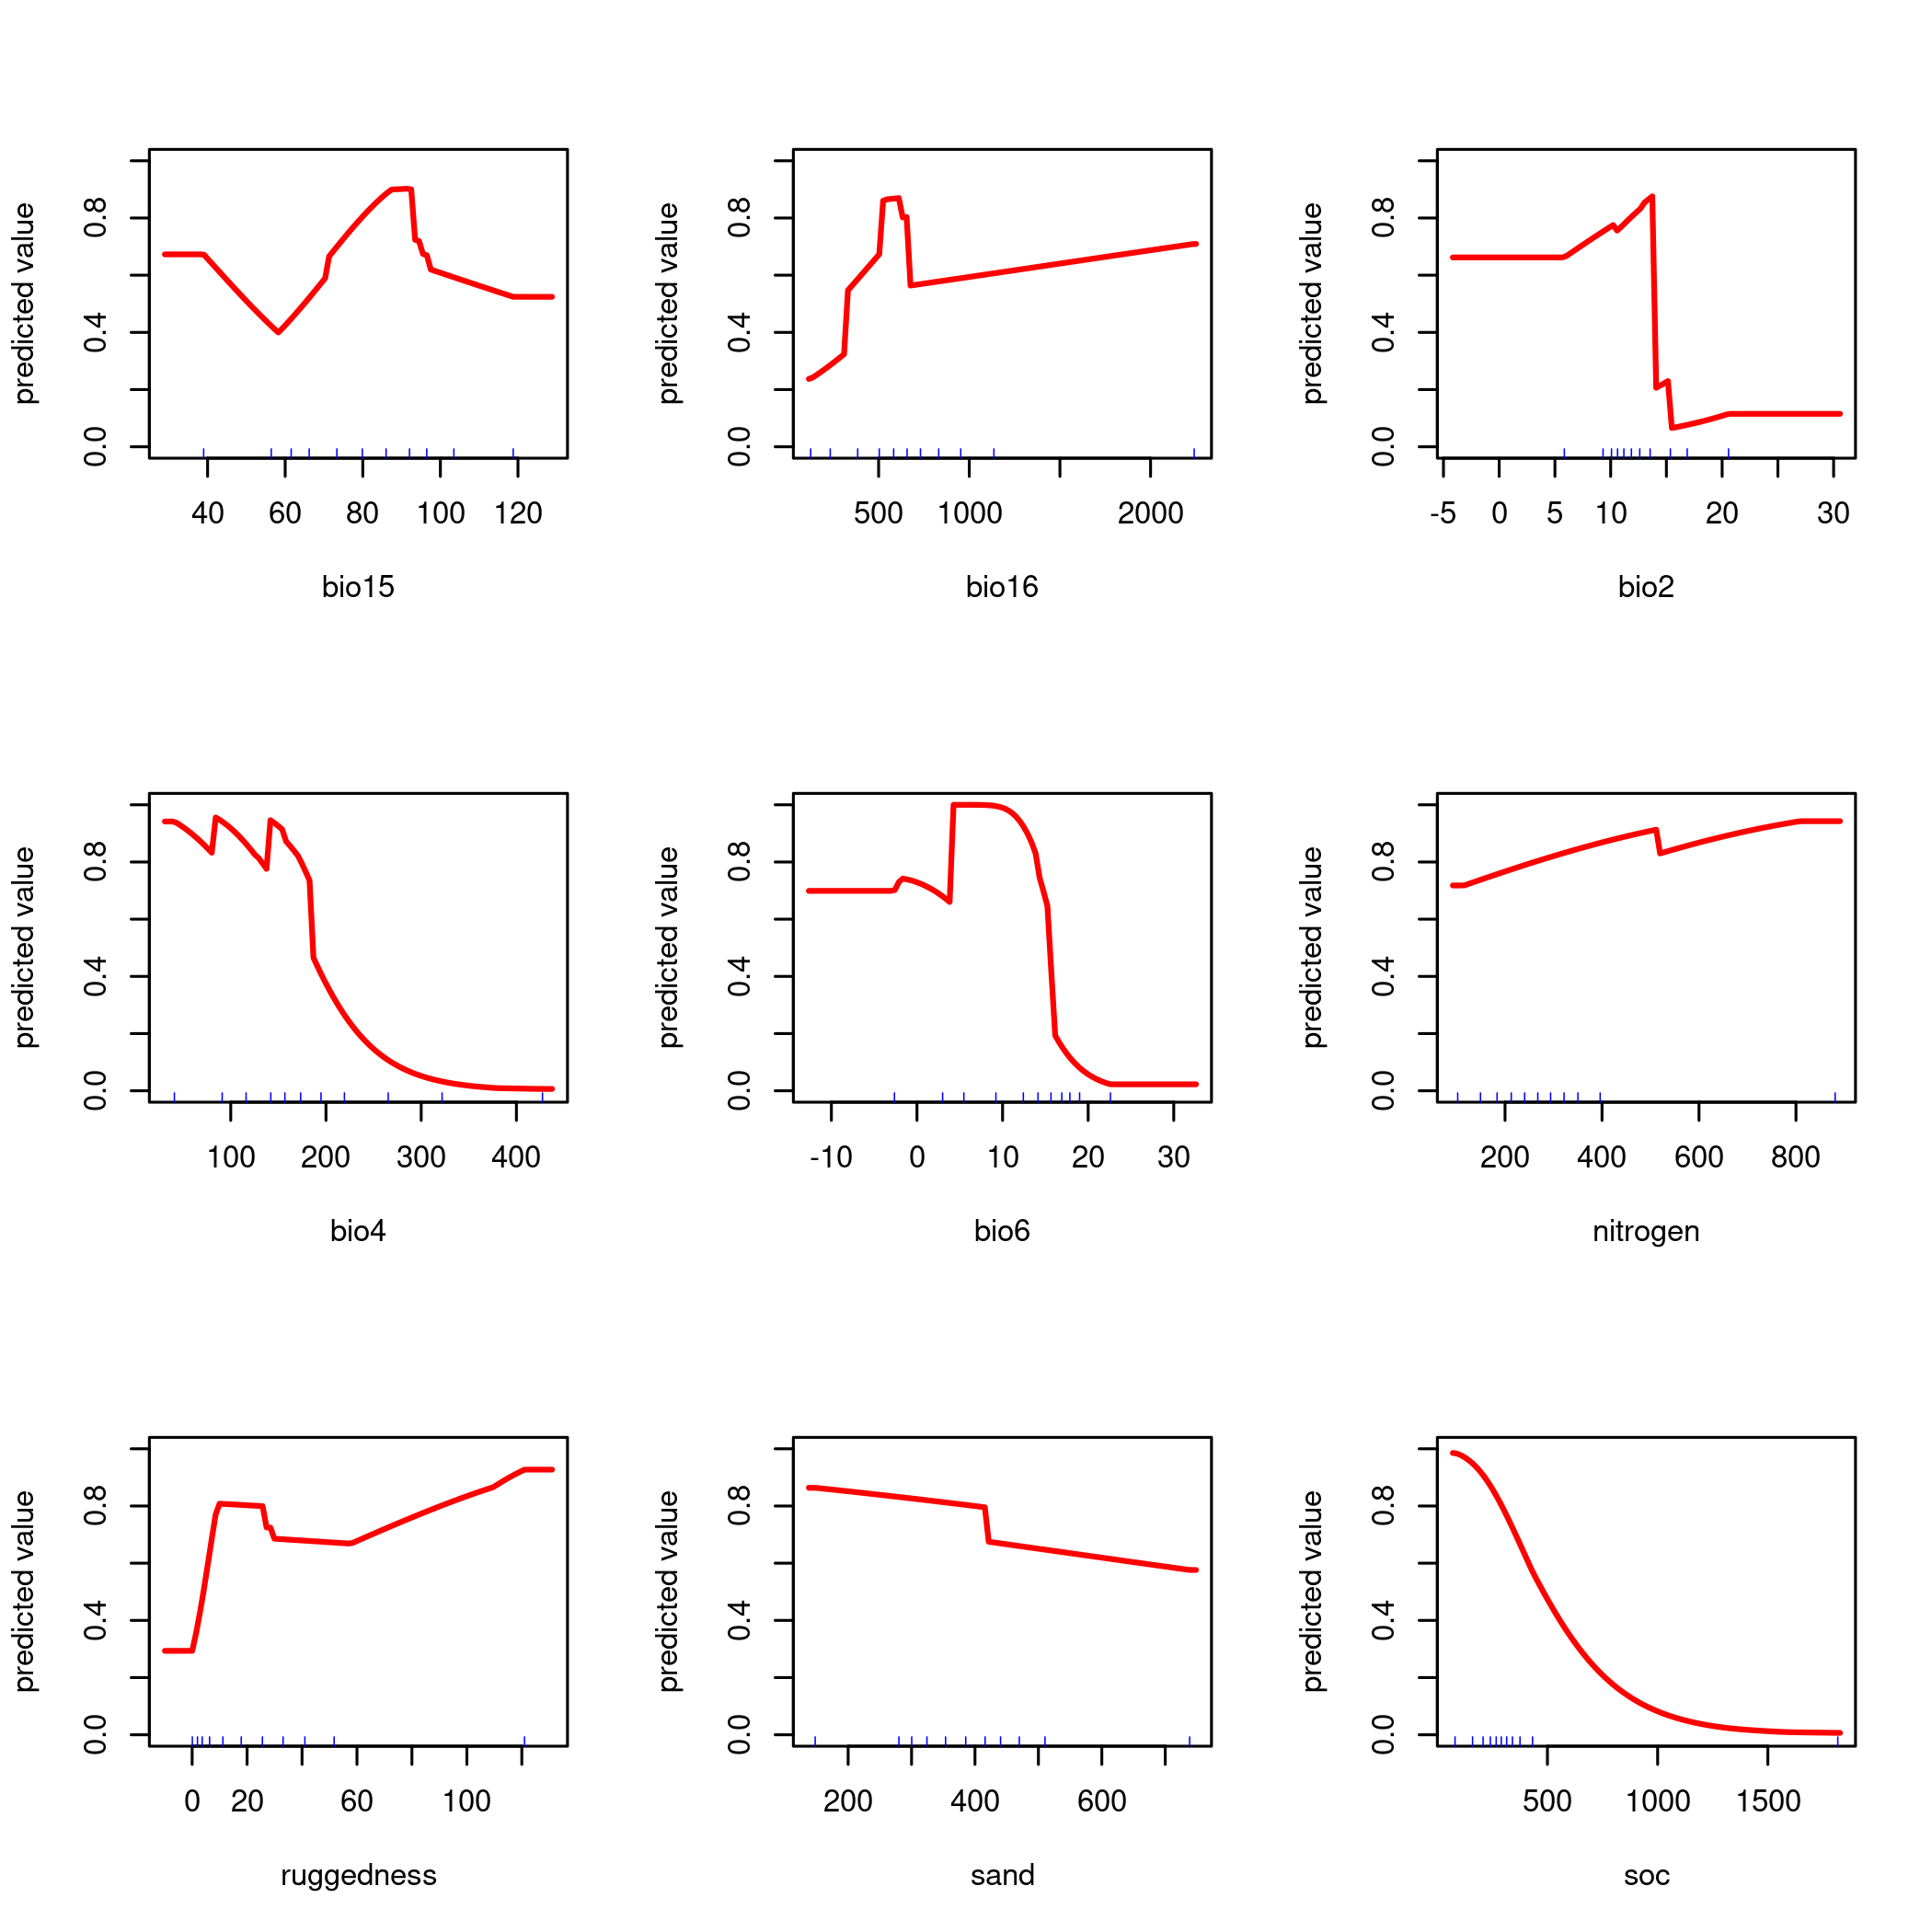 predicted value
0.0 0.4 0.8
40 60 80 100 120
bio15
predicted value
0.0 0.4 0.8
500 1000 2000
bio16
predicted value
0.0 0.4 0.8
-5 0 5 10 20 30
bio2
predicted value
0.0 0.4 0.8
100 200 300 400
bio4
predicted value
0.0 0.4 0.8
-10 0 10 20 30
bio6
predicted value
0.0 0.4 0.8
200 400 600 800
nitrogen
predicted value
0.0 0.4 0.8
0 20 60 100
ruggedness
predicted value
0.0 0.4 0.8
200 400 600
sand
predicted value
0.0 0.4 0.8
500 1000 1500
soc